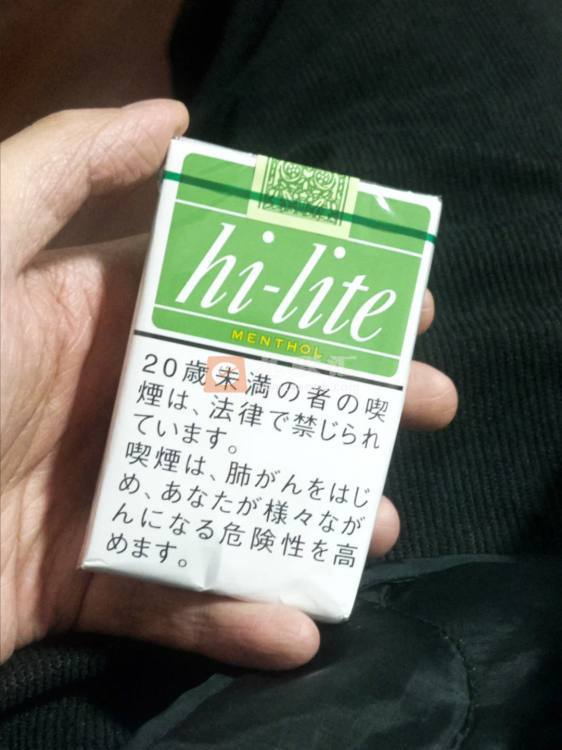 hi-lite
MENTHOL
20歳未満の者の喫
煙は、法律で禁じられ
ています。
喫煙は、肺がんをはじ
め、あなたが様々なが
んになる危険性を高
めます。